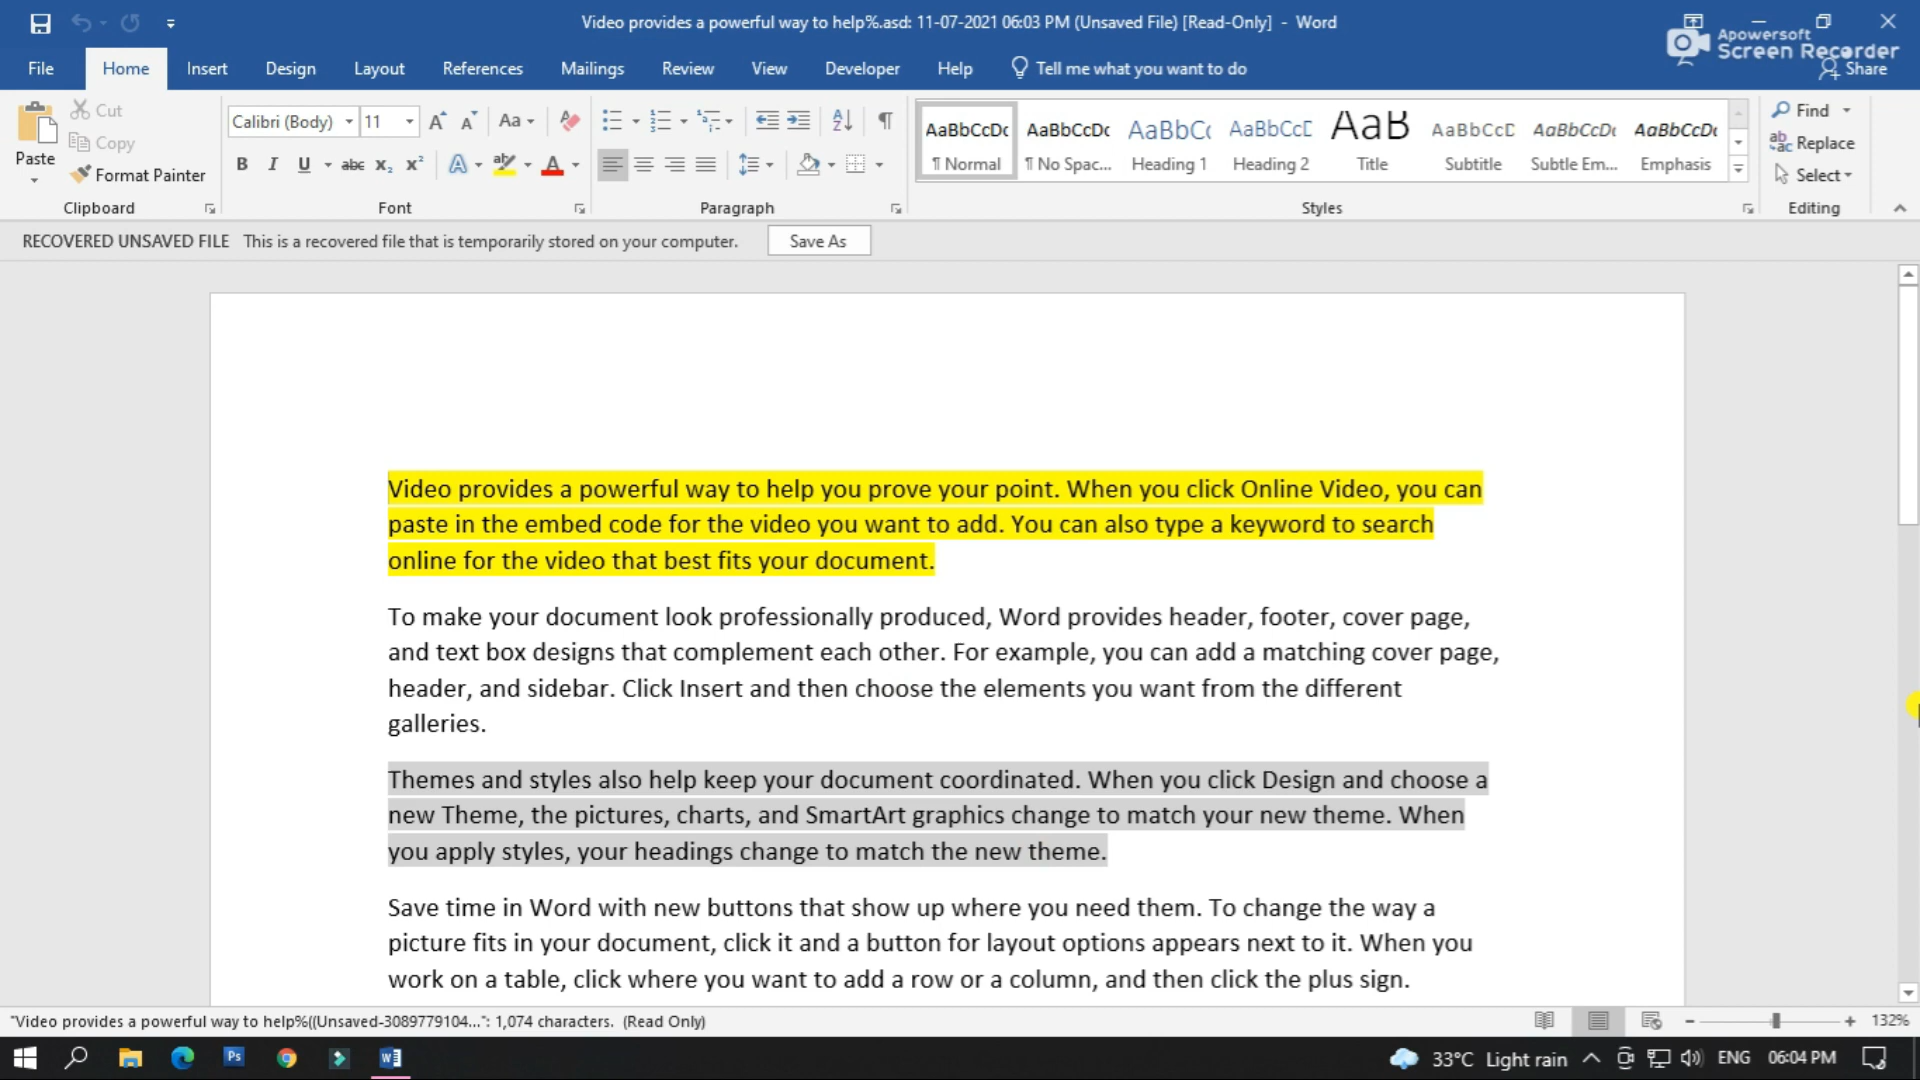 Video provides a powerful way to help%.asd: 11-07-2021 06:03 PM (Unsaved File) [Read-Only] - Word
Apowersoft
Screen Recorder
File Home Insert Design Layout References Mailings Review View Developer Help Tell me what you want to do Share
Paste
Cut
Copy
Format Painter
Clipboard
Calibri (Body) 11 Aa
B I U abc x₂ x² A ab A
Font
Paragraph
AaBbCcDc AaBbCcDc AaBbC AaBbCcD AaB AaBbCcD AaBbCcDc AaBbCcDc
¶ Normal ¶ No Spac... Heading 1 Heading 2 Title Subtitle Subtle Em... Emphasis
Styles
Find
Replace
Select
Editing
RECOVERED UNSAVED FILE This is a recovered file that is temporarily stored on your computer. Save As
Video provides a powerful way to help you prove your point. When you click Online Video, you can
paste in the embed code for the video you want to add. You can also type a keyword to search
online for the video that best fits your document.
To make your document look professionally produced, Word provides header, footer, cover page,
and text box designs that complement each other. For example, you can add a matching cover page,
header, and sidebar. Click Insert and then choose the elements you want from the different
galleries.
Themes and styles also help keep your document coordinated. When you click Design and choose a
new Theme, the pictures, charts, and SmartArt graphics change to match your new theme. When
you apply styles, your headings change to match the new theme.
Save time in Word with new buttons that show up where you need them. To change the way a
picture fits in your document, click it and a button for layout options appears next to it. When you
work on a table, click where you want to add a row or a column, and then click the plus sign.
"Video provides a powerful way to help%((Unsaved-3089779104...": 1,074 characters. (Read Only) 132%
Ps 33°C Light rain ENG 06:04 PM